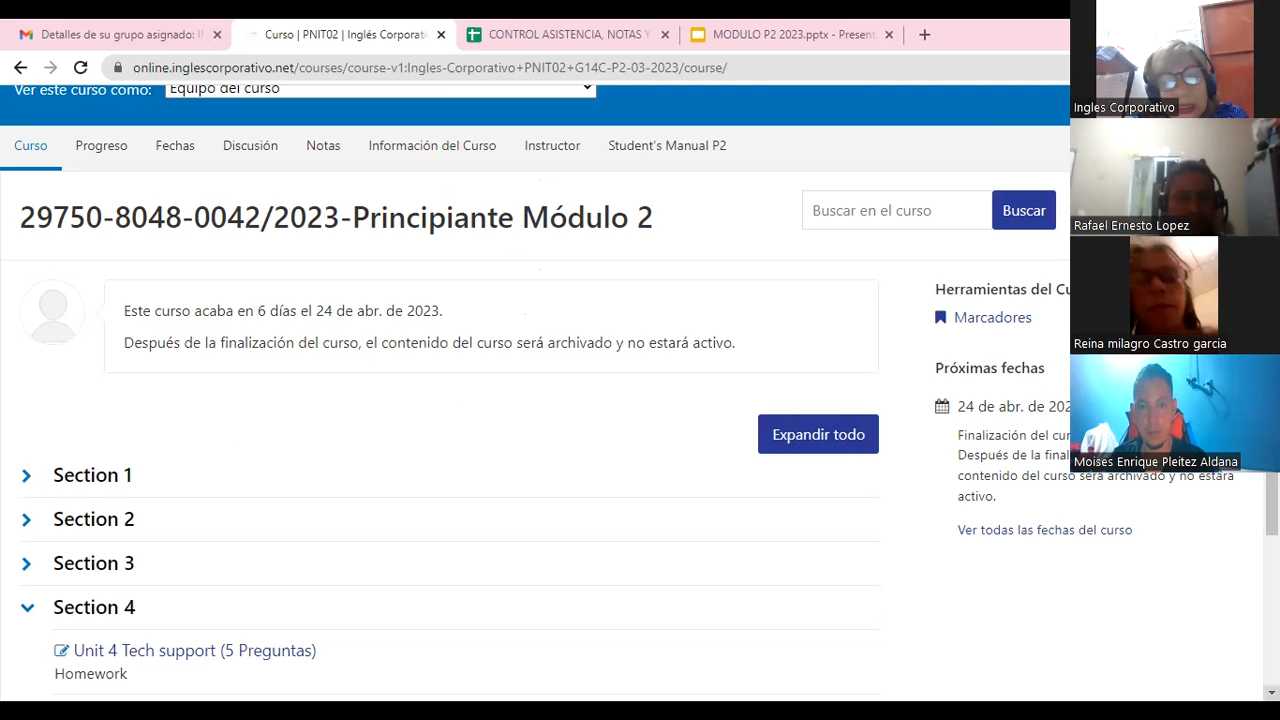 Detalles de su grupo asignado: I
Curso | PNIT02 | Inglés Corporati
CONTROL ASISTENCIA, NOTAS Y
MODULO P2 2023.pptx - Present
online.inglescorporativo.net/courses/course-v1:Ingles-Corporativo+PNIT02+G14C-P2-03-2023/course/
Ver este curso como:
Equipo del curso
Curso
Progreso
Fechas
Discusión
Notas
Información del Curso
Instructor
Student's Manual P2
29750-8048-0042/2023-Principiante Módulo 2
Buscar en el curso
Buscar
Este curso acaba en 6 días el 24 de abr. de 2023.
Después de la finalización del curso, el contenido del curso será archivado y no estará activo.
Expandir todo
Section 1
Section 2
Section 3
Section 4
Unit 4 Tech support (5 Preguntas)
Homework
Herramientas del Cu
Marcadores
Próximas fechas
24 de abr. de 202
Finalización del cur
Después de la final
contenido del curso será archivado y no estará
activo.
Ver todas las fechas del curso
Ingles Corporativo
Rafael Ernesto Lopez
Reina milagro Castro garcia
Moises Enrique Pleitez Aldana